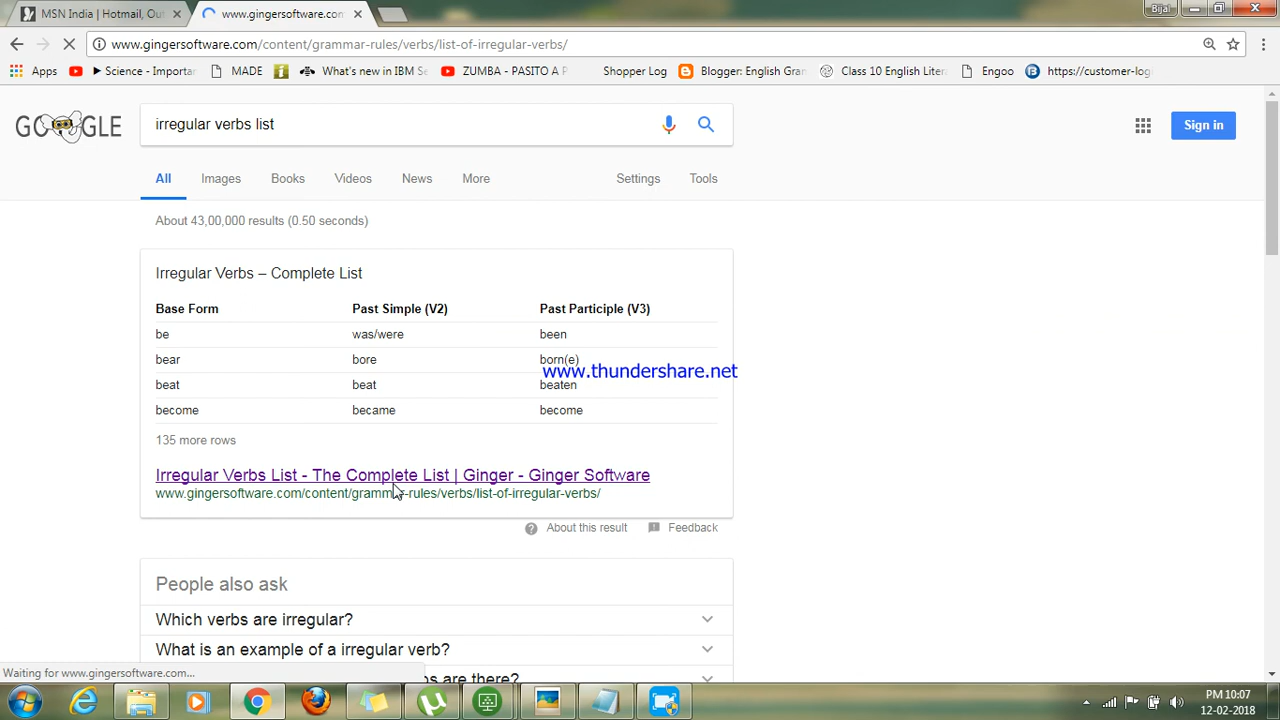 MSN India | Hotmail, Out
www.gingersoftware.com
Bijal
www.gingersoftware.com/content/grammar-rules/verbs/list-of-irregular-verbs/
Apps
Science - Importa
MADE
What's new in IBM S
ZUMBA - PASITO A P
Shopper Log
Blogger: English Gra
Class 10 English Liter
Engoo
https://customer-log
GOOGLE
irregular verbs list
Sign in
All Images Books Videos News More Settings Tools
About 43,00,000 results (0.50 seconds)
Irregular Verbs – Complete List
Base Form Past Simple (V2) Past Participle (V3)
be was/were been
bear bore born(e)
www.thundershare.net
beat beat beaten
become became become
135 more rows
Irregular Verbs List - The Complete List | Ginger - Ginger Software
www.gingersoftware.com/content/grammar-rules/verbs/list-of-irregular-verbs/
About this result Feedback
People also ask
Which verbs are irregular?
What is an example of a irregular verb?
are there?
Waiting for www.gingersoftware.com...
PM 10:07
12-02-2018